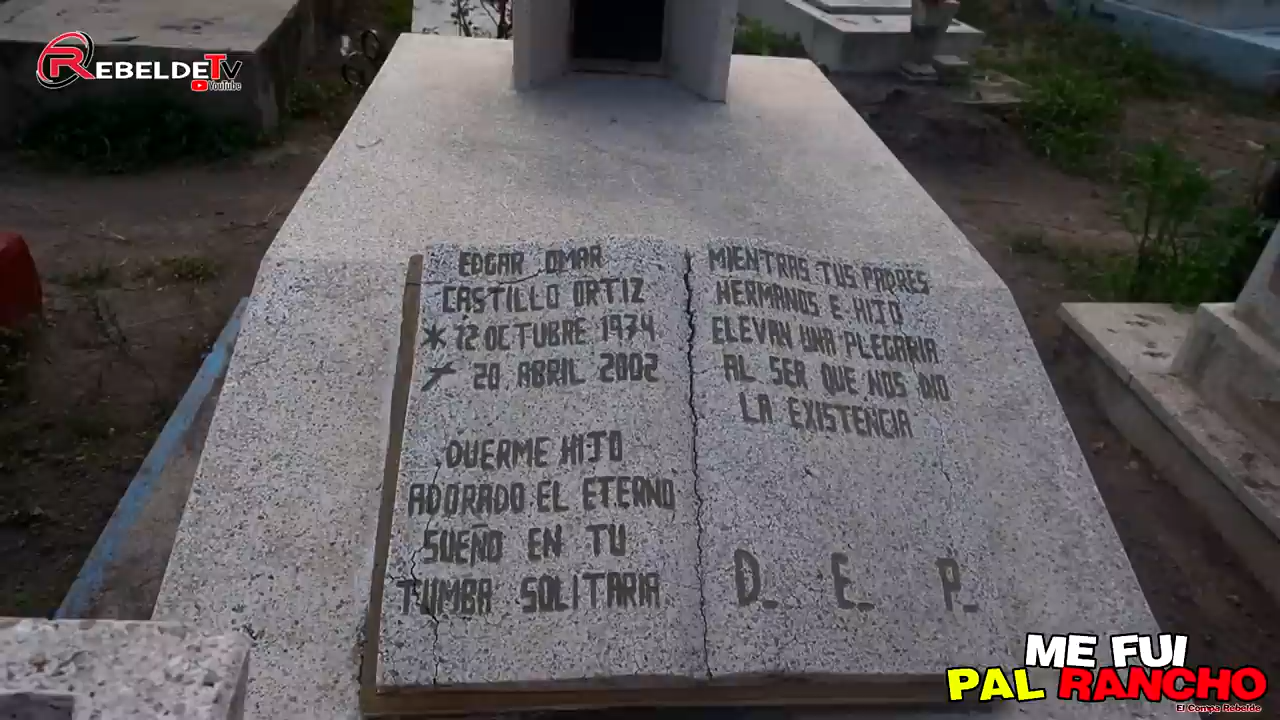 REBELDETV
YouTube
EDGAR OMAR
CASTILLO ORTIZ
* 12 OCTUBRE 1974
† 20 ABRIL 2002
DUERME HIJO
ADORADO EL ETERNO
SUEÑO EN TU
TUMBA SOLITARIA
MIENTRAS TUS PADRES
HERMANOS E HIJO
ELEVAN UNA PLEGARIA
AL SER QUE NOS DIO
LA EXISTENCIA
D. E. P.
ME FUI
PAL RANCHO
El Compa Rebelde